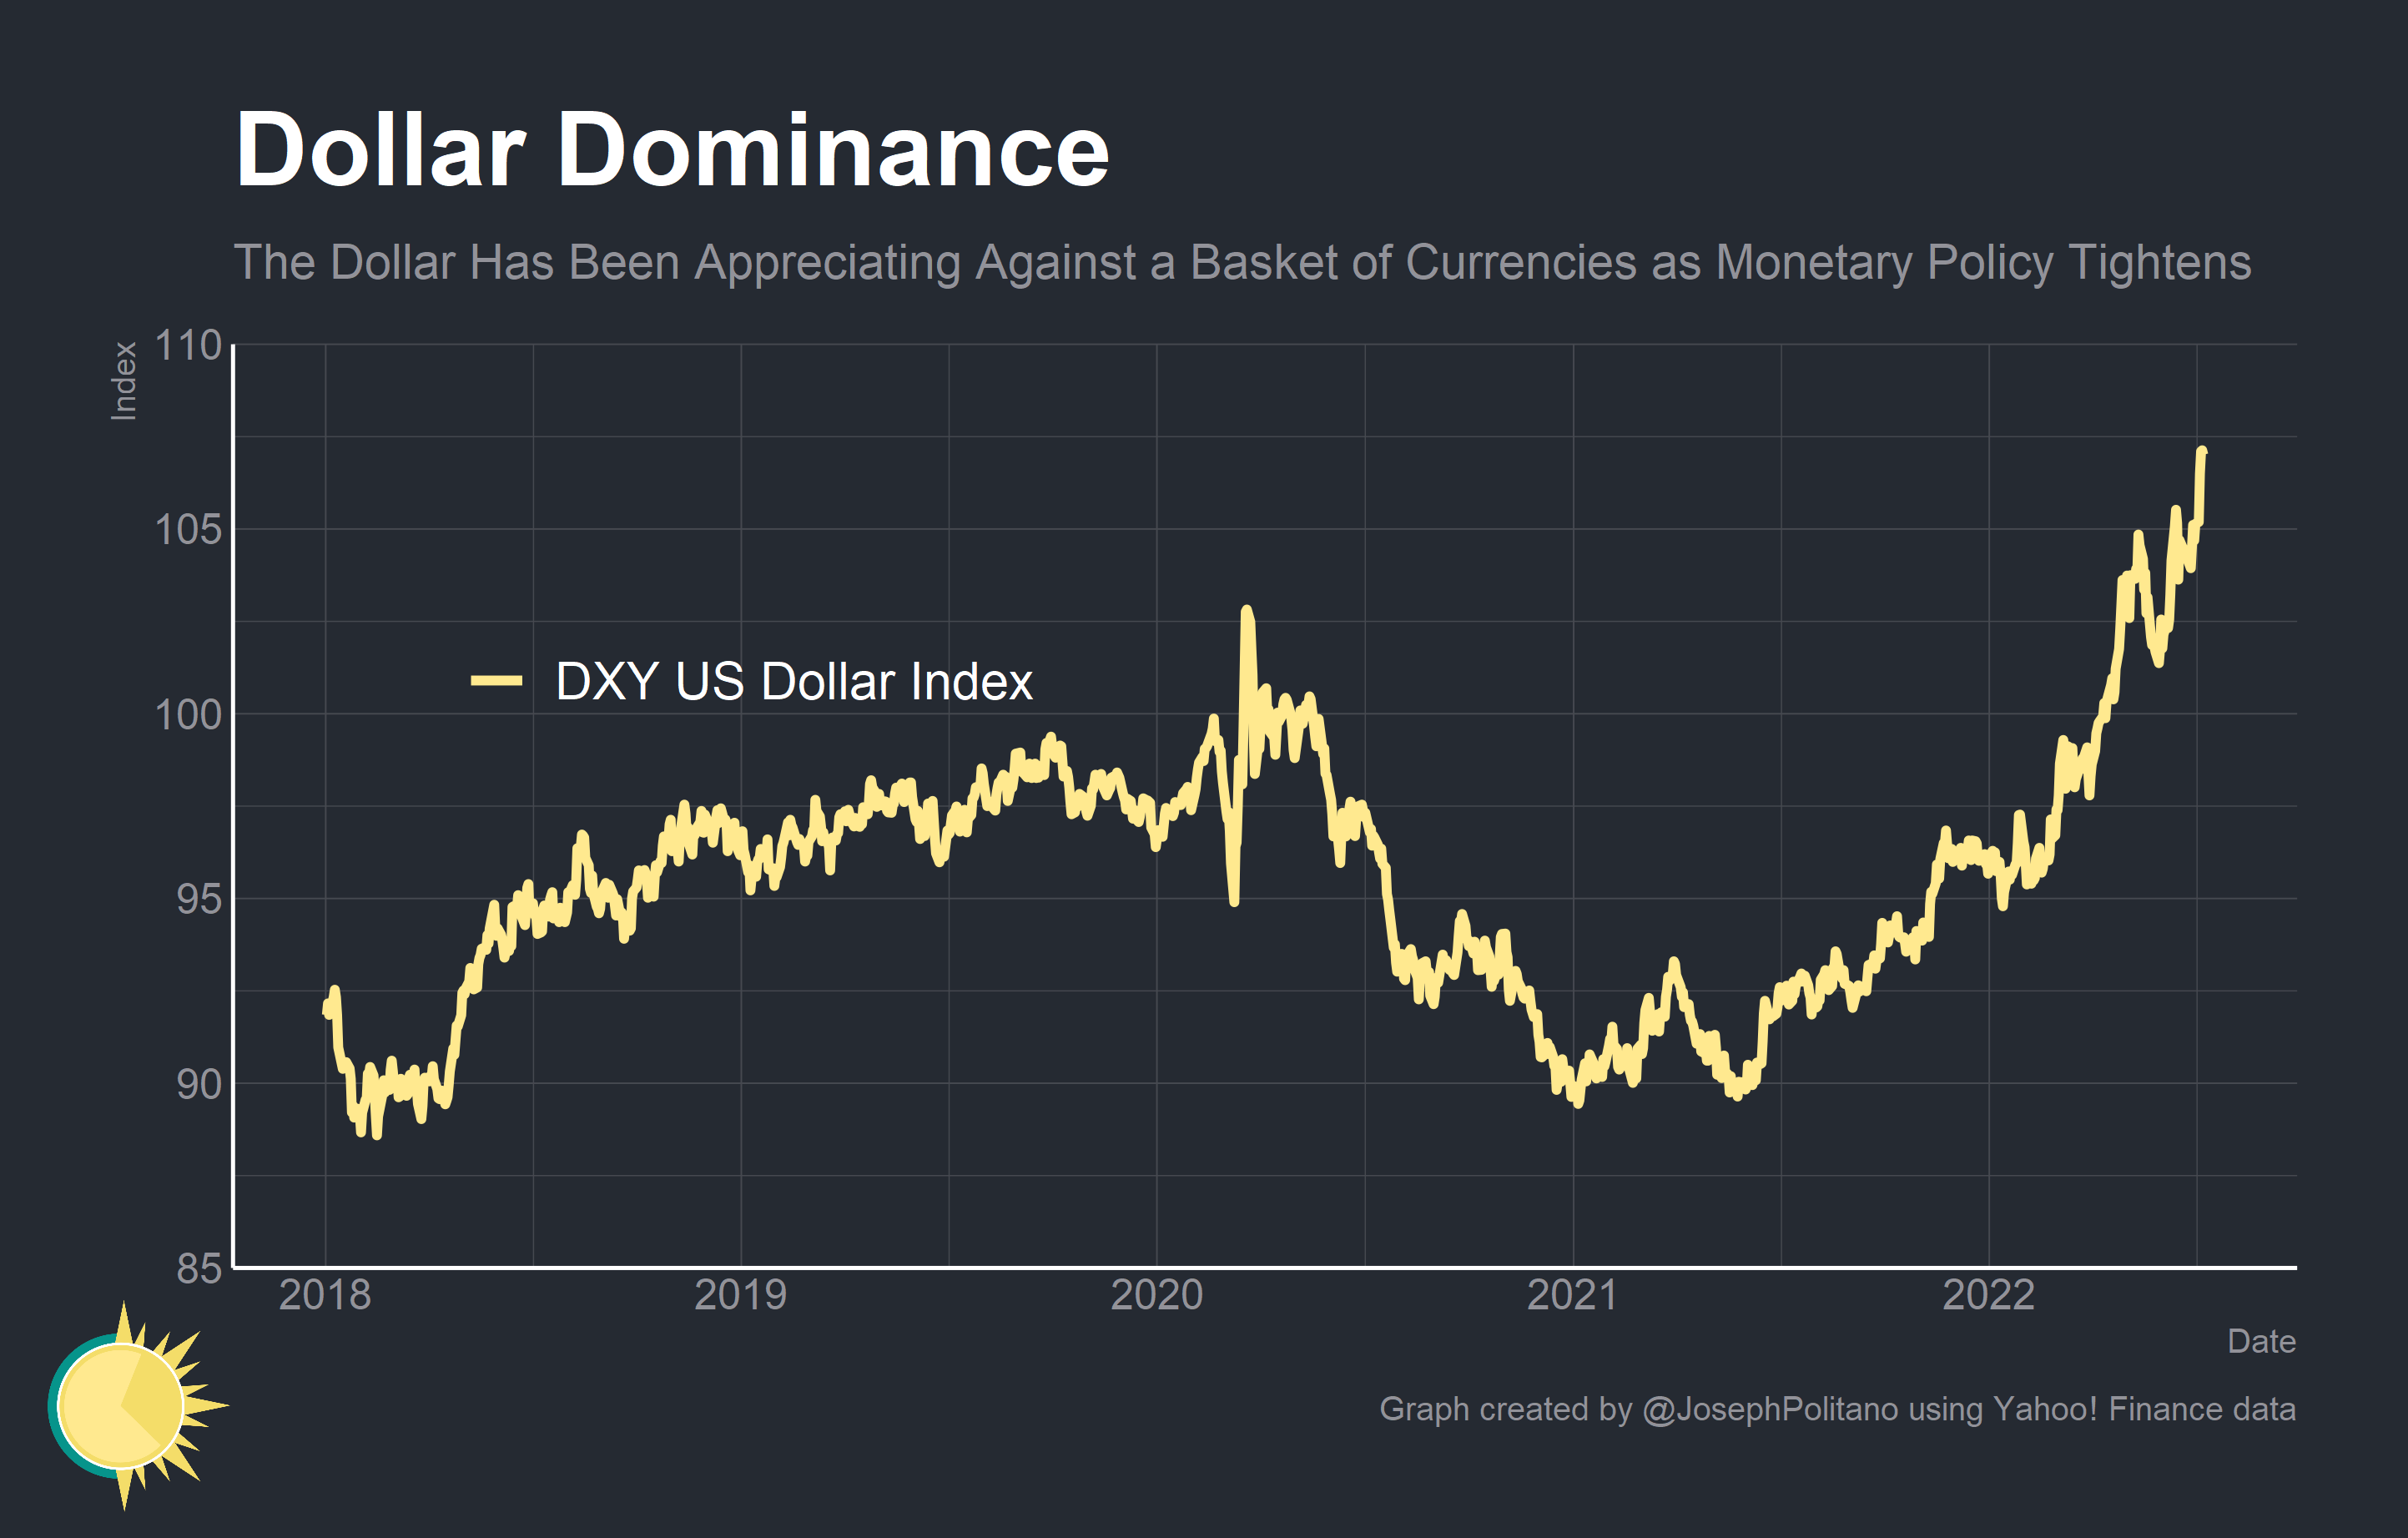 Dollar Dominance
The Dollar Has Been Appreciating Against a Basket of Currencies as Monetary Policy Tightens
Index
110
105
100
95
90
85
DXY US Dollar Index
2018 2019 2020 2021 2022
Date
Graph created by @JosephPolitano using Yahoo! Finance data